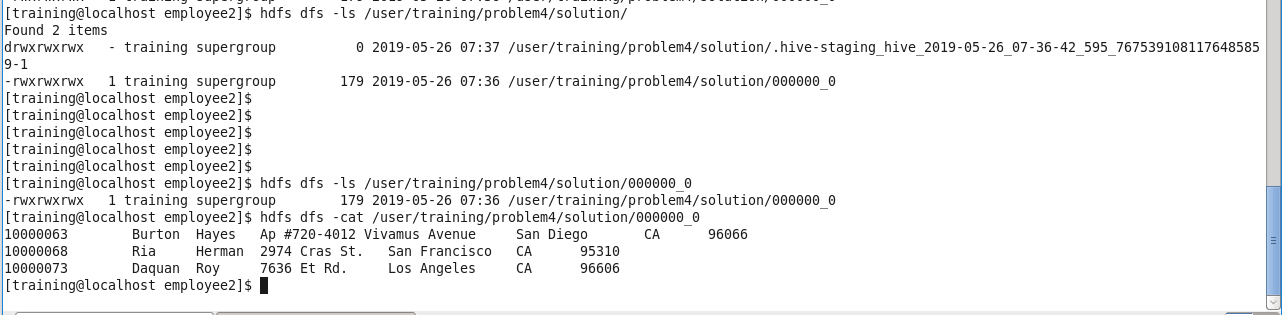 [training@localhost employee2]$ hdfs dfs -ls /user/training/problem4/solution/
Found 2 items
drwxrwxrwx   - training supergroup          0 2019-05-26 07:37 /user/training/problem4/solution/.hive-staging_hive_2019-05-26_07-36-42_595_767539108117648585
9-1
-rwxrwxrwx   1 training supergroup        179 2019-05-26 07:36 /user/training/problem4/solution/000000_0
[training@localhost employee2]$
[training@localhost employee2]$
[training@localhost employee2]$
[training@localhost employee2]$
[training@localhost employee2]$
[training@localhost employee2]$ hdfs dfs -ls /user/training/problem4/solution/000000_0
-rwxrwxrwx   1 training supergroup        179 2019-05-26 07:36 /user/training/problem4/solution/000000_0
[training@localhost employee2]$ hdfs dfs -cat /user/training/problem4/solution/000000_0
10000063        Burton  Hayes   Ap #720-4012 Vivamus Avenue     San Diego       CA      96066
10000068        Ria     Herman  2974 Cras St.   San Francisco   CA      95310
10000073        Daquan  Roy     7636 Et Rd.     Los Angeles     CA      96606
[training@localhost employee2]$